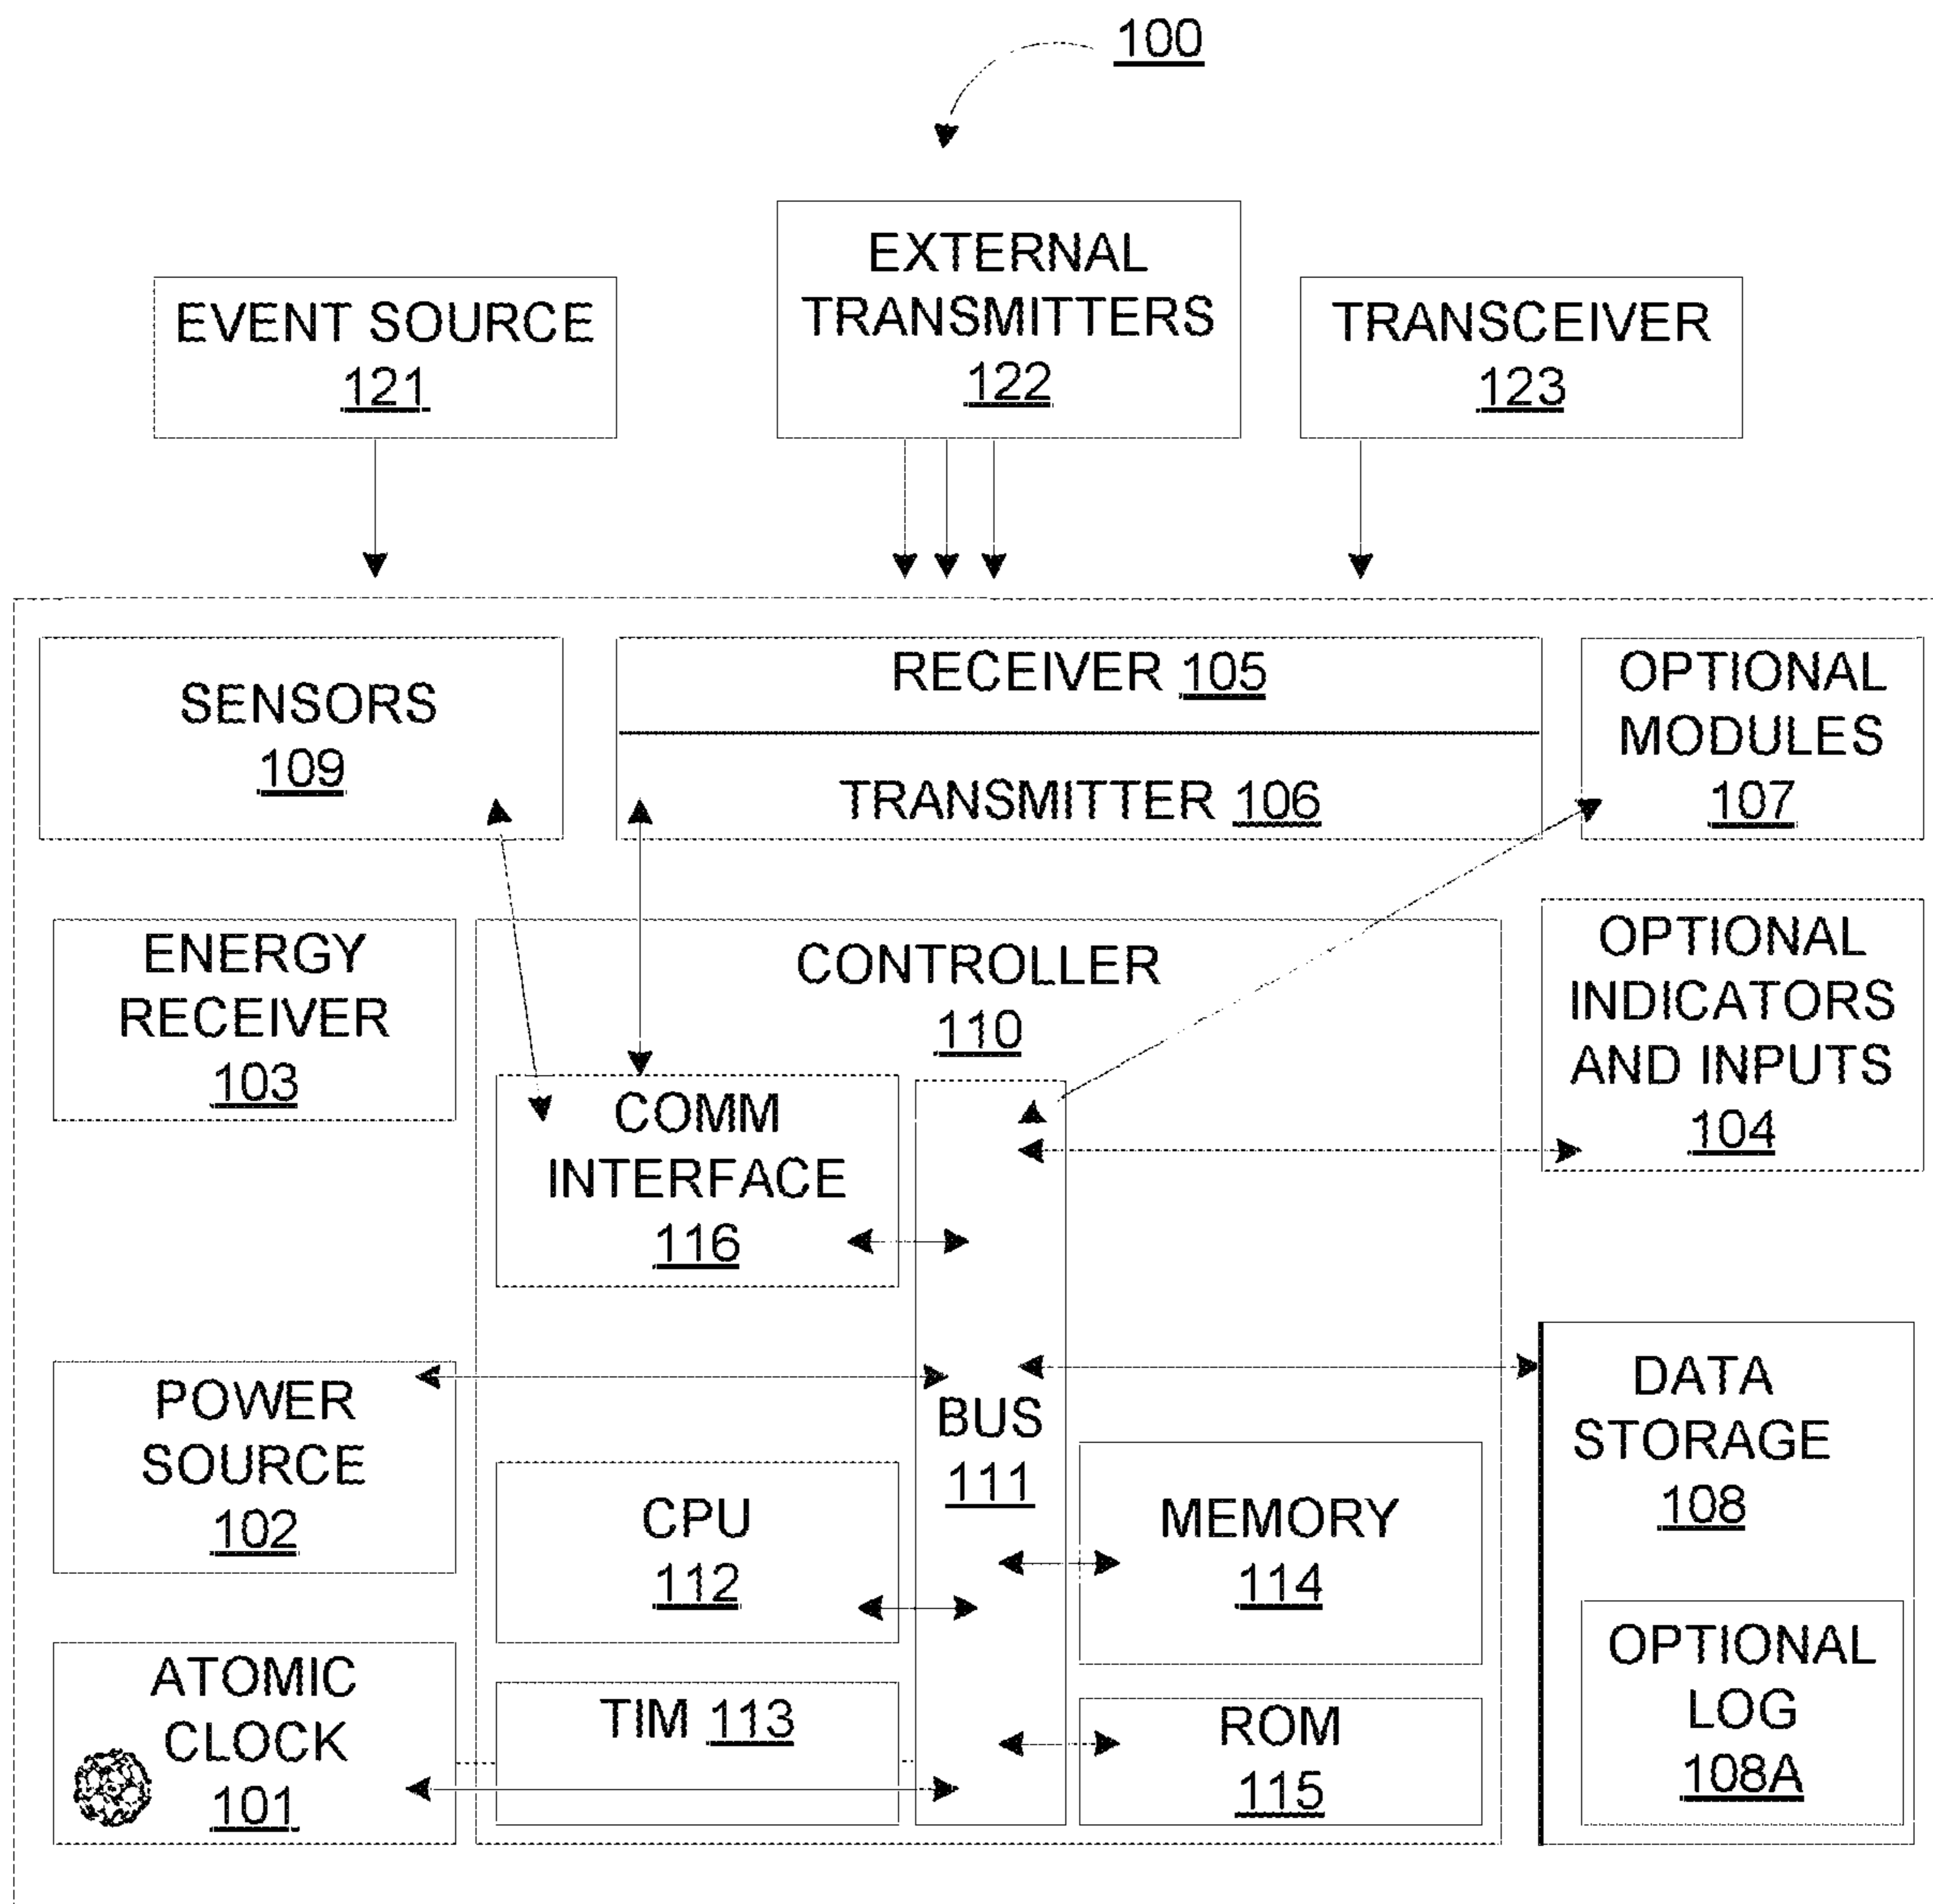 100
EXTERNAL
TRANSMITTERS
122
EVENT SOURCE
121
TRANSCEIVER
123
SENSORS
109
RECEIVER 105
TRANSMITTER 106
OPTIONAL
MODULES
107
ENERGY
RECEIVER
103
CONTROLLER
110
OPTIONAL
INDICATORS
AND INPUTS
104
COMM
INTERFACE
116
POWER
SOURCE
102
BUS
111
DATA
STORAGE
108
CPU
112
MEMORY
114
ATOMIC
CLOCK
101
TIM 113
ROM
115
OPTIONAL
LOG
108A